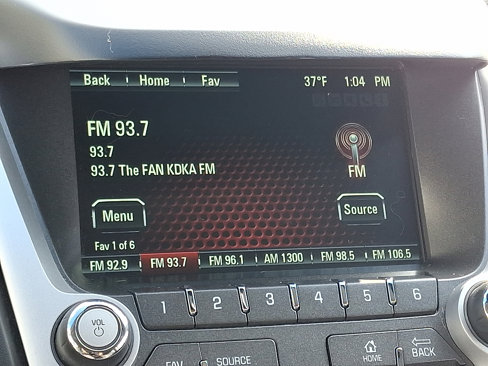 Back Home Fav 37°F 1:04 PM
FM 93.7
93.7
93.7 The FAN KDKA FM
FM
Menu
Source
Fav 1 of 6
FM 92.9 FM 93.7 FM 96.1 AM 1300 FM 98.5 FM 106.5
1 2 3 4 5 6
VOL
FAV SOURCE HOME BACK